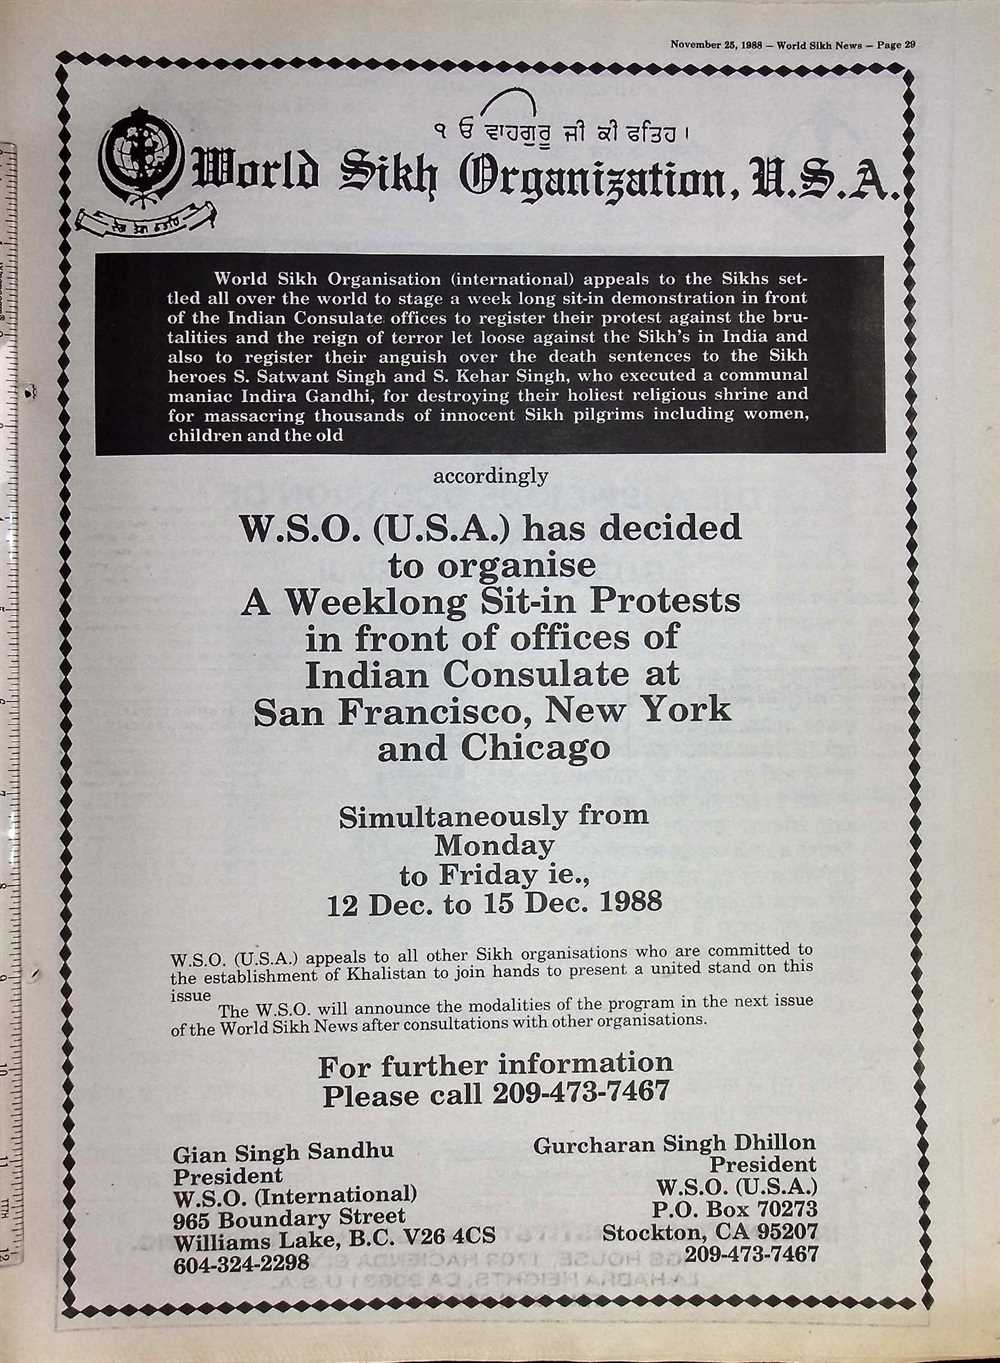 November 25, 1988 – World Sikh News – Page 29
੧ ਓ ਵਾਹਗੁਰੂ ਜੀ ਕੀ ਫਤਿਹ।
World Sikh Organization, U.S.A.
ਦੇਗ ਤੇਗ ਫਤਹਿ
World Sikh Organisation (international) appeals to the Sikhs set-
tled all over the world to stage a week long sit-in demonstration in front
of the Indian Consulate offices to register their protest against the bru-
talities and the reign of terror let loose against the Sikh's in India and
also to register their anguish over the death sentences to the Sikh
heroes S. Satwant Singh and S. Kehar Singh, who executed a communal
maniac Indira Gandhi, for destroying their holiest religious shrine and
for massacring thousands of innocent Sikh pilgrims including women,
children and the old
accordingly
W.S.O. (U.S.A.) has decided
to organise
A Weeklong Sit-in Protests
in front of offices of
Indian Consulate at
San Francisco, New York
and Chicago
Simultaneously from
Monday
to Friday ie.,
12 Dec. to 15 Dec. 1988
W.S.O. (U.S.A.) appeals to all other Sikh organisations who are committed to
the establishment of Khalistan to join hands to present a united stand on this
issue
The W.S.O. will announce the modalities of the program in the next issue
of the World Sikh News after consultations with other organisations.
For further information
Please call 209-473-7467
Gian Singh Sandhu
President
W.S.O. (International)
965 Boundary Street
Williams Lake, B.C. V26 4CS
604-324-2298
Gurcharan Singh Dhillon
President
W.S.O. (U.S.A.)
P.O. Box 70273
Stockton, CA 95207
209-473-7467